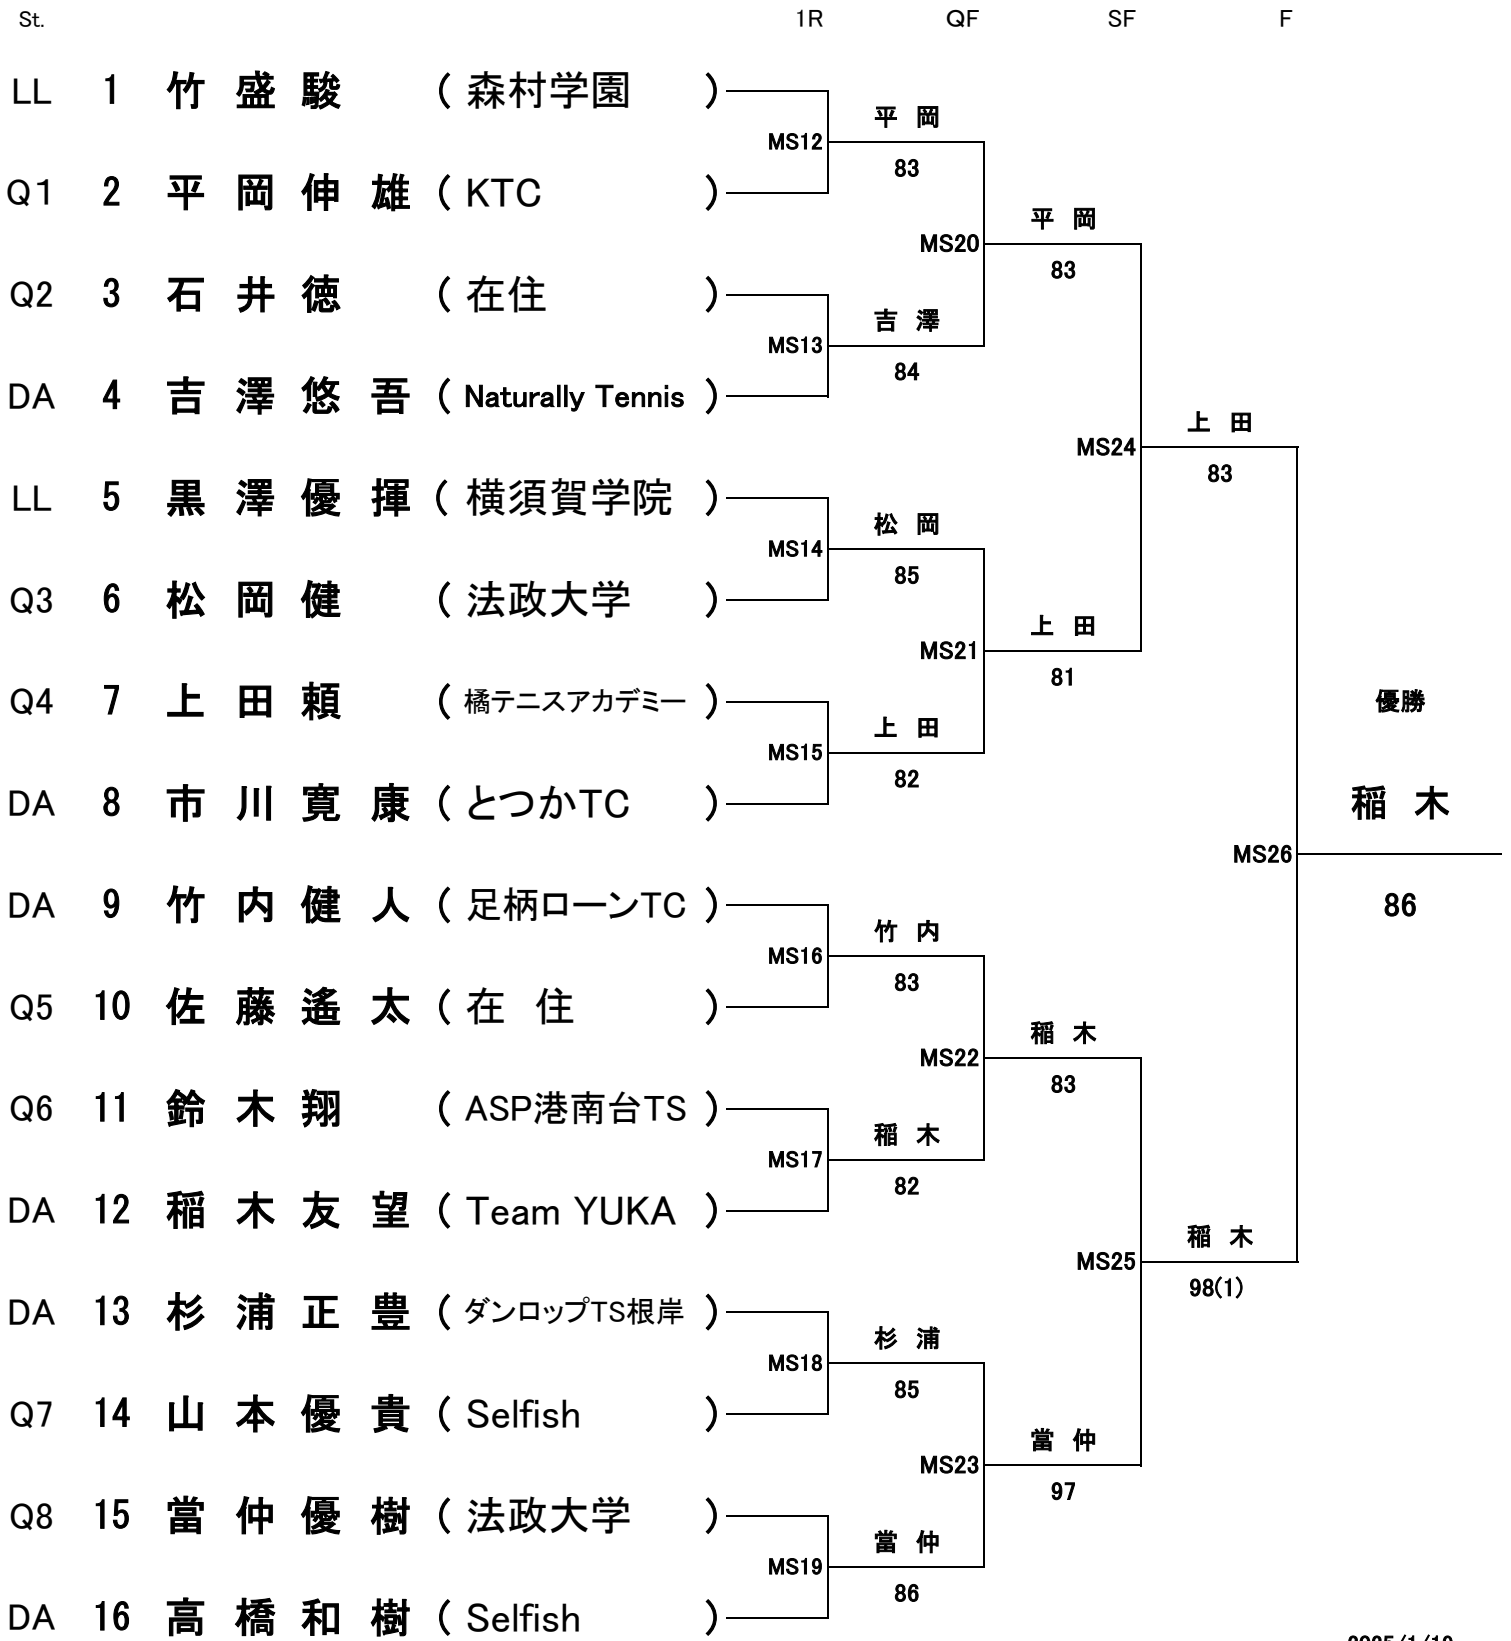 St. 1R QF SF F
LL 1 竹 盛 駿 ( 森村学園 )
平 岡
MS12
83
Q1 2 平 岡 伸 雄 ( KTC )
平 岡
MS20
83
Q2 3 石 井 徳 ( 在住 )
吉 澤
MS13
84
DA 4 吉 澤 悠 吾 ( Naturally Tennis )
上 田
MS24
83
LL 5 黒 澤 優 揮 ( 横須賀学院 )
松 岡
MS14
85
Q3 6 松 岡 健 ( 法政大学 )
上 田
MS21
81
Q4 7 上 田 頼 ( 橘テニスアカデミー )
優勝
上 田
MS15
82
DA 8 市 川 寛 康 ( とつかTC )
稲 木
MS26
86
DA 9 竹 内 健 人 ( 足柄ローンTC )
竹 内
MS16
83
Q5 10 佐 藤 遙 太 ( 在 住 )
稲 木
MS22
83
Q6 11 鈴 木 翔 ( ASP港南台TS )
稲 木
MS17
82
DA 12 稲 木 友 望 ( Team YUKA )
稲 木
MS25
98(1)
DA 13 杉 浦 正 豊 ( ダンロップTS根岸 )
杉 浦
MS18
85
Q7 14 山 本 優 貴 ( Selfish )
當 仲
MS23
97
Q8 15 當 仲 優 樹 ( 法政大学 )
當 仲
MS19
86
DA 16 高 橋 和 樹 ( Selfish )